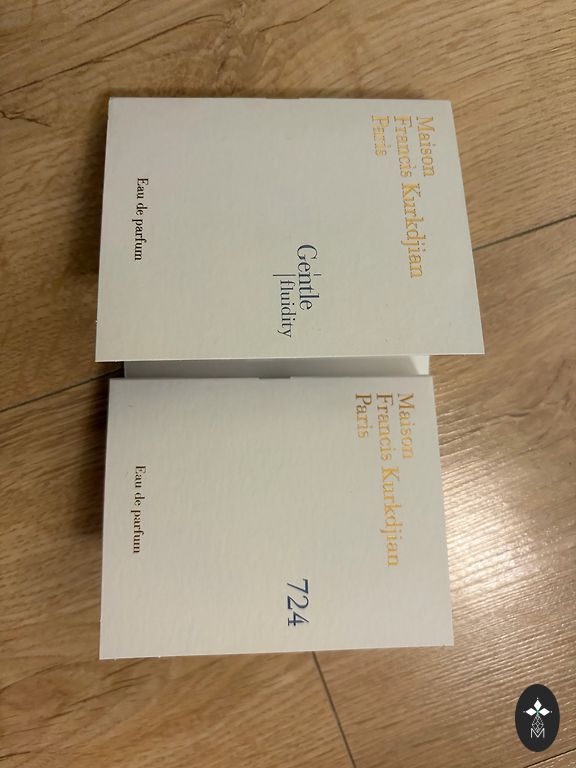 Maison
Francis Kurkdjian
Paris
Gentle
fluidity
Eau de parfum
Maison
Francis Kurkdjian
Paris
724
Eau de parfum
M